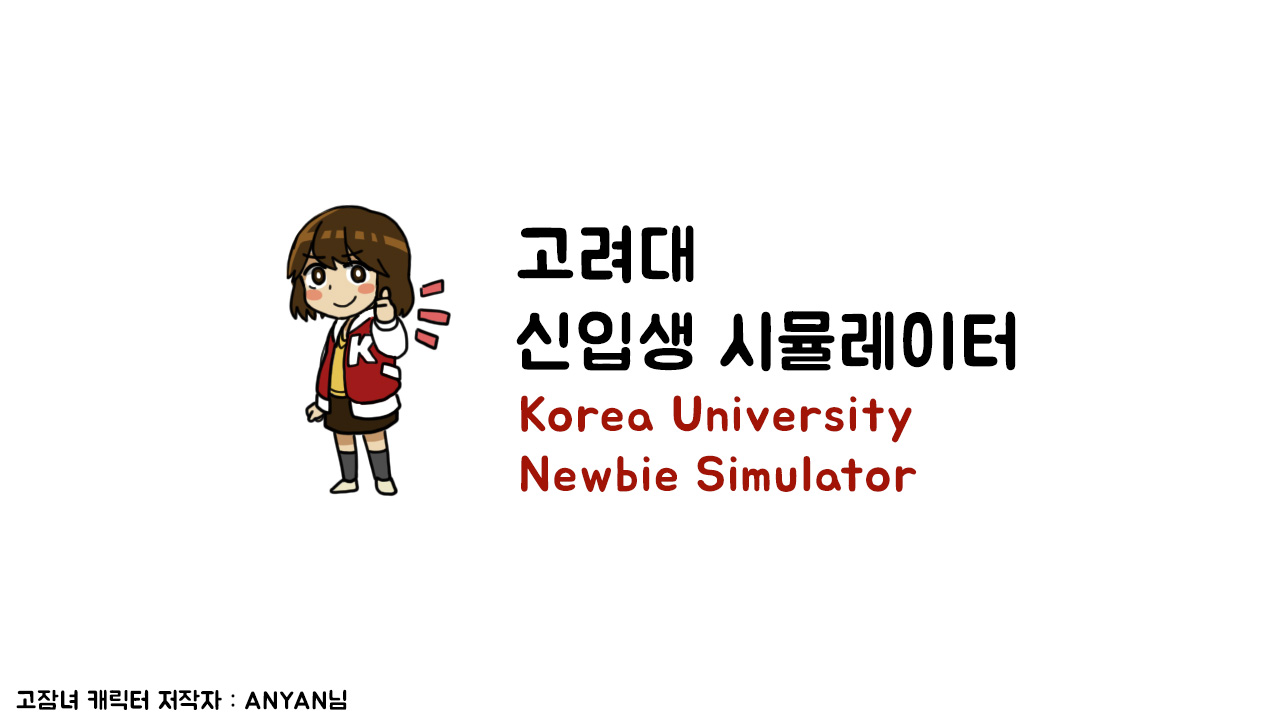 고려대
신입생 시뮬레이터
Korea University
Newbie Simulator
K
고잠녀 캐릭터 저작자 : ANYAN님